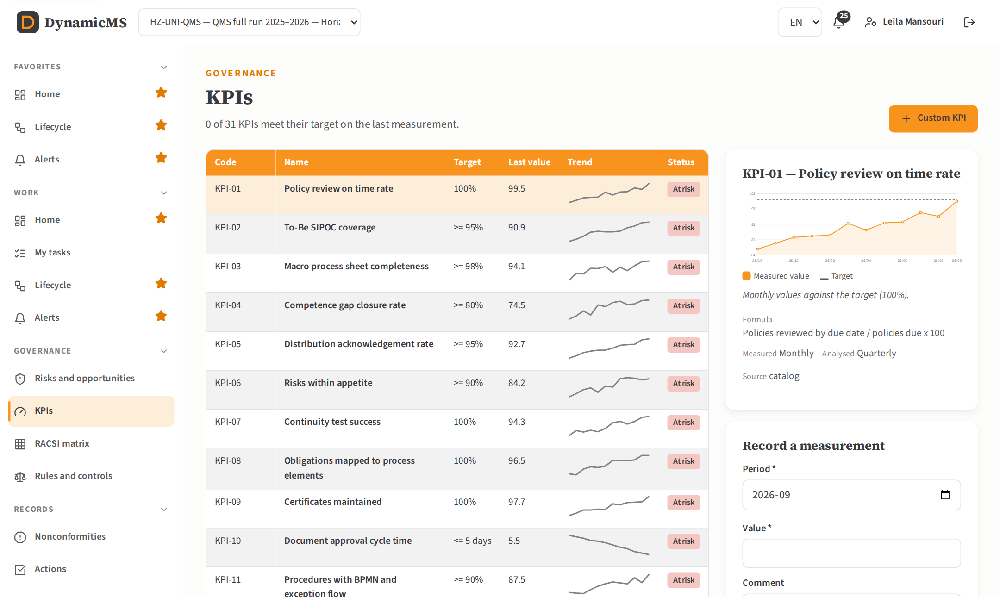 DynamicMS
HZ-UNI-QMS — QMS full run 2025–2026 — Horiz
EN
25
Leila Mansouri
FAVORITES
Home
Lifecycle
Alerts
WORK
Home
My tasks
Lifecycle
Alerts
GOVERNANCE
Risks and opportunities
KPIs
RACSI matrix
Rules and controls
RECORDS
Nonconformities
Actions
GOVERNANCE
KPIs
0 of 31 KPIs meet their target on the last measurement.
Custom KPI
Code Name Target Last value Trend Status
KPI-01 Policy review on time rate 100% 99.5 At risk
KPI-02 To-Be SIPOC coverage >= 95% 90.9 At risk
KPI-03 Macro process sheet completeness >= 98% 94.1 At risk
KPI-04 Competence gap closure rate >= 80% 74.5 At risk
KPI-05 Distribution acknowledgement rate >= 95% 92.7 At risk
KPI-06 Risks within appetite >= 90% 84.2 At risk
KPI-07 Continuity test success 100% 94.3 At risk
KPI-08 Obligations mapped to process 100% 96.5 At risk
elements
KPI-09 Certificates maintained 100% 97.7 At risk
KPI-10 Document approval cycle time <= 5 days 5.5 At risk
KPI-11 Procedures with BPMN and >= 90% 87.5 At risk
exception flow
KPI-01 — Policy review on time rate
102
97
93
88
84
25/10 25/12 26/02 26/04 26/06 26/08 26/09
Measured value Target
Monthly values against the target (100%).
Formula
Policies reviewed by due date / policies due x 100
Measured Monthly Analysed Quarterly
Source catalog
Record a measurement
Period *
2026-09
Value *
Comment